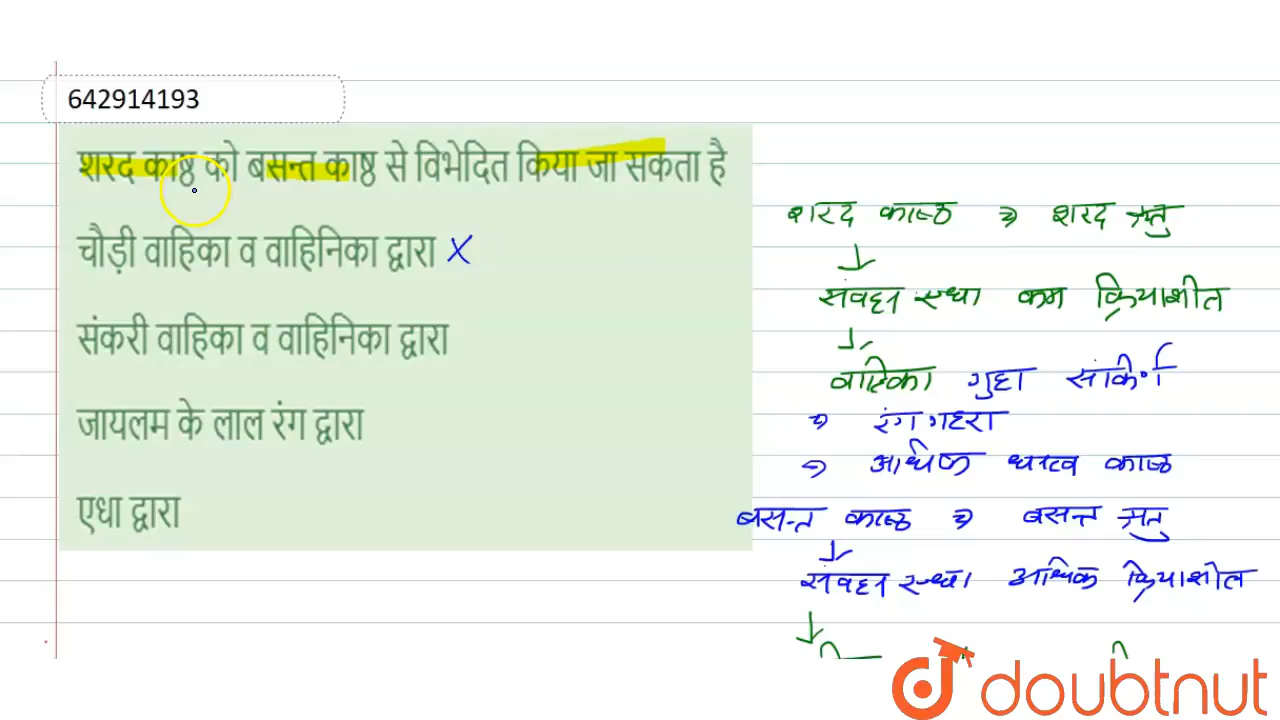 642914193
शरद काष्ठ को बसन्त काष्ठ से विभेदित किया जा सकता है
चौड़ी वाहिका व वाहिनिका द्वारा X
संकरी वाहिका व वाहिनिका द्वारा
जायलम के लाल रंग द्वारा
एधा द्वारा
शरद काष्ठ ⇒ शरद ऋतु
↓
संवहन एधा कम क्रियाशील
↓
वाहिका गुहा संकिर्ण
⇒ रंग गहरा
⇒ अधिक घनत्व काष्ठ
बसन्त काष्ठ ⇒ बसन्त ऋतु
↓
संवहन एधा अधिक क्रियाशील
↓
doubtnut